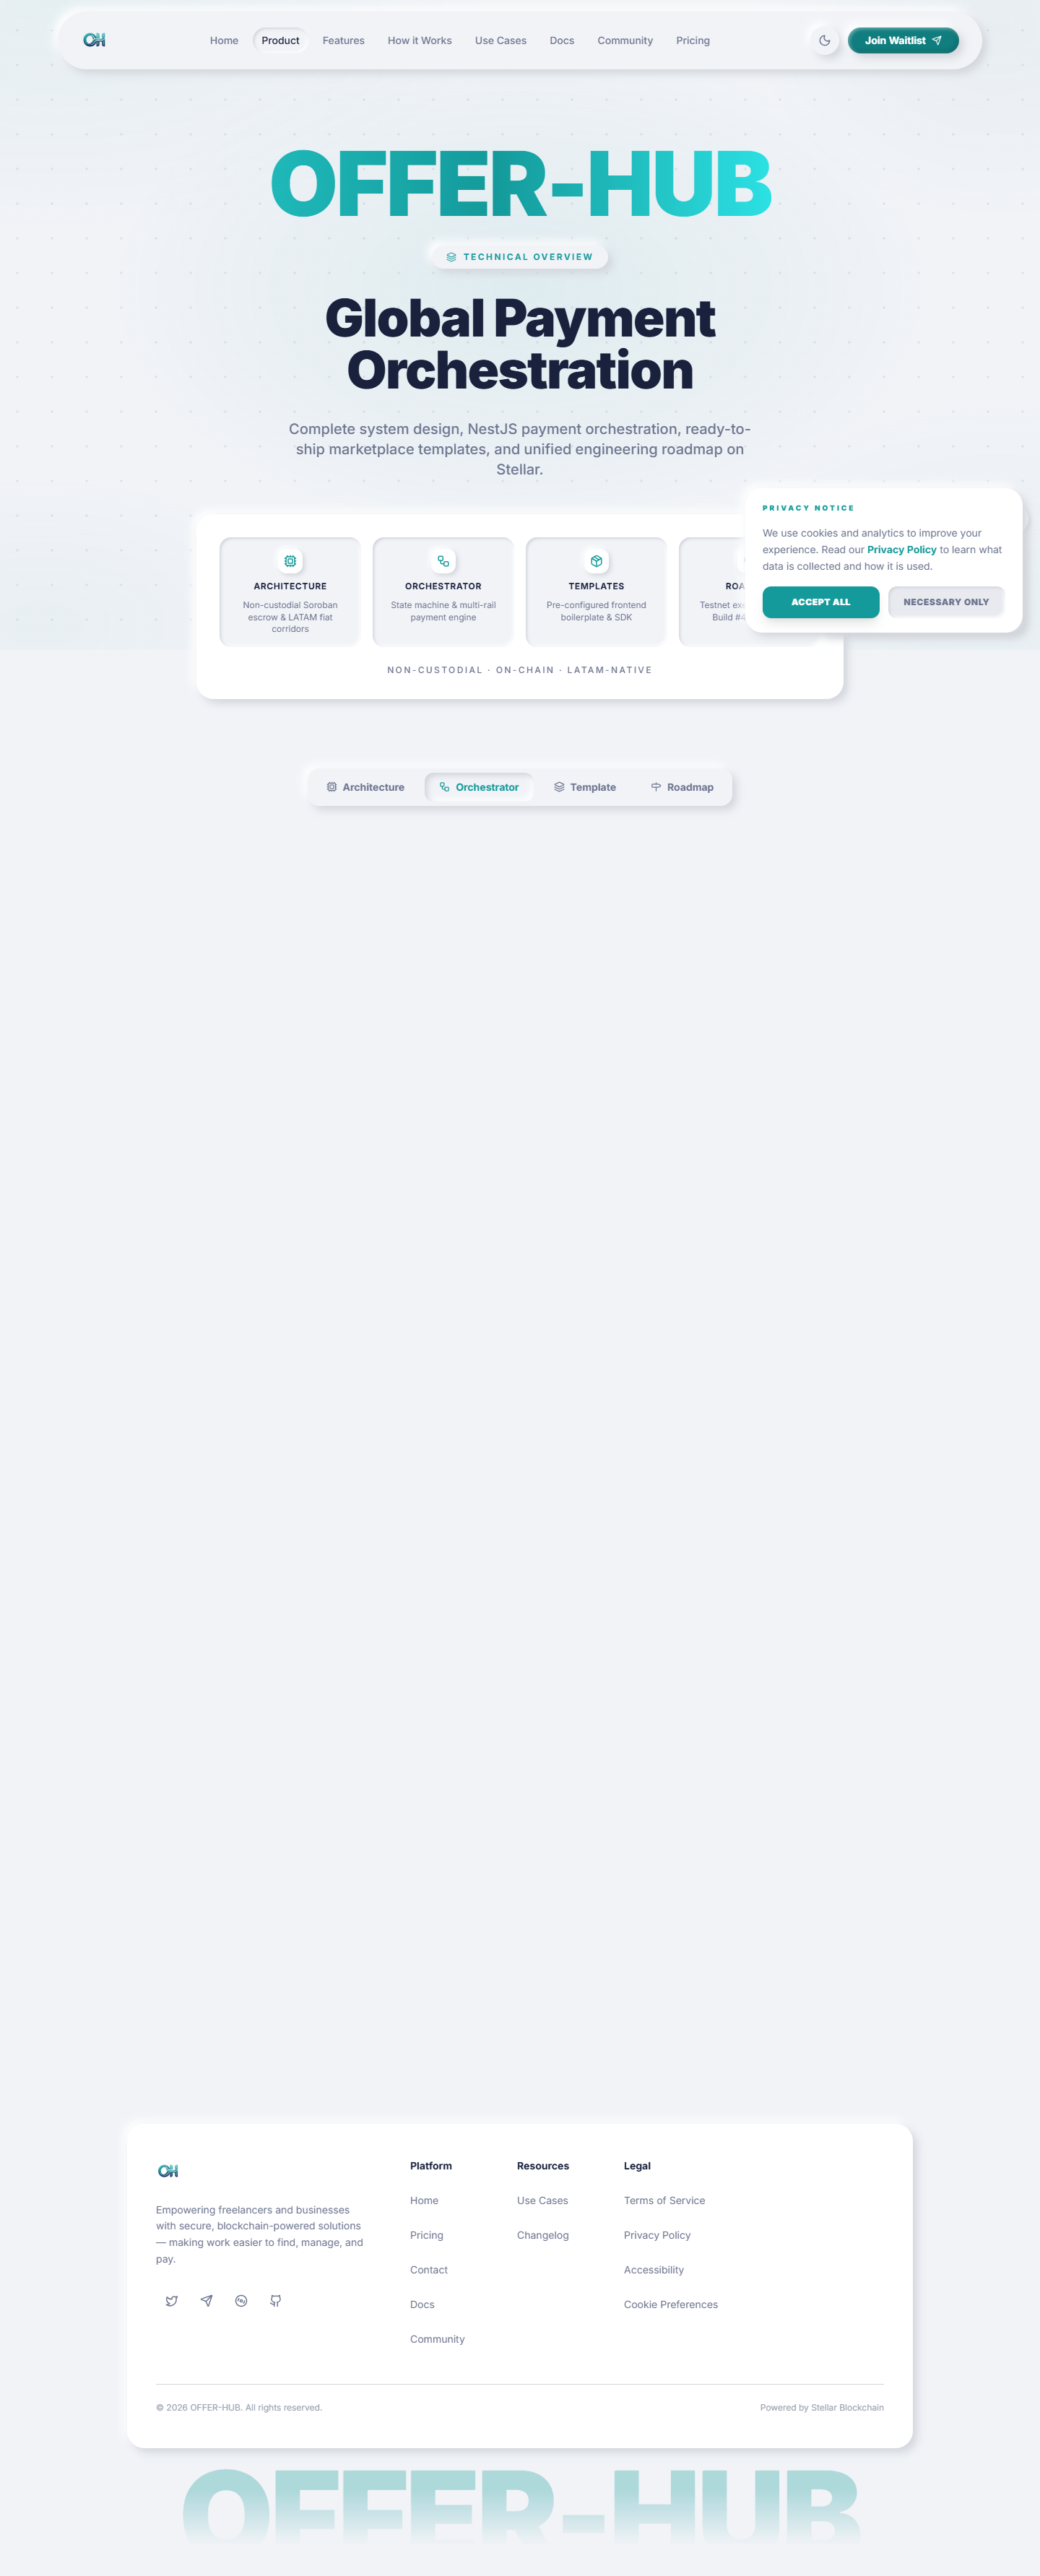 OH
Home Product Features How it Works Use Cases Docs Community Pricing Join Waitlist
OFFER-HUB
TECHNICAL OVERVIEW
Global Payment
Orchestration
Complete system design, NestJS payment orchestration, ready-to-
ship marketplace templates, and unified engineering roadmap on
Stellar.
PRIVACY NOTICE
We use cookies and analytics to improve your
experience. Read our Privacy Policy to learn what
data is collected and how it is used.
ACCEPT ALL NECESSARY ONLY
ARCHITECTURE
Non-custodial Soroban
escrow & LATAM fiat
corridors
ORCHESTRATOR
State machine & multi-rail
payment engine
TEMPLATES
Pre-configured frontend
boilerplate & SDK
Testnet
Build
NON-CUSTODIAL · ON-CHAIN · LATAM-NATIVE
Architecture Orchestrator Template Roadmap
OH
Empowering freelancers and businesses
with secure, blockchain-powered solutions
— making work easier to find, manage, and
pay.
Platform
Home
Pricing
Contact
Docs
Community
Resources
Use Cases
Changelog
Legal
Terms of Service
Privacy Policy
Accessibility
Cookie Preferences
© 2026 OFFER-HUB. All rights reserved.
Powered by Stellar Blockchain
OFFER-HUB